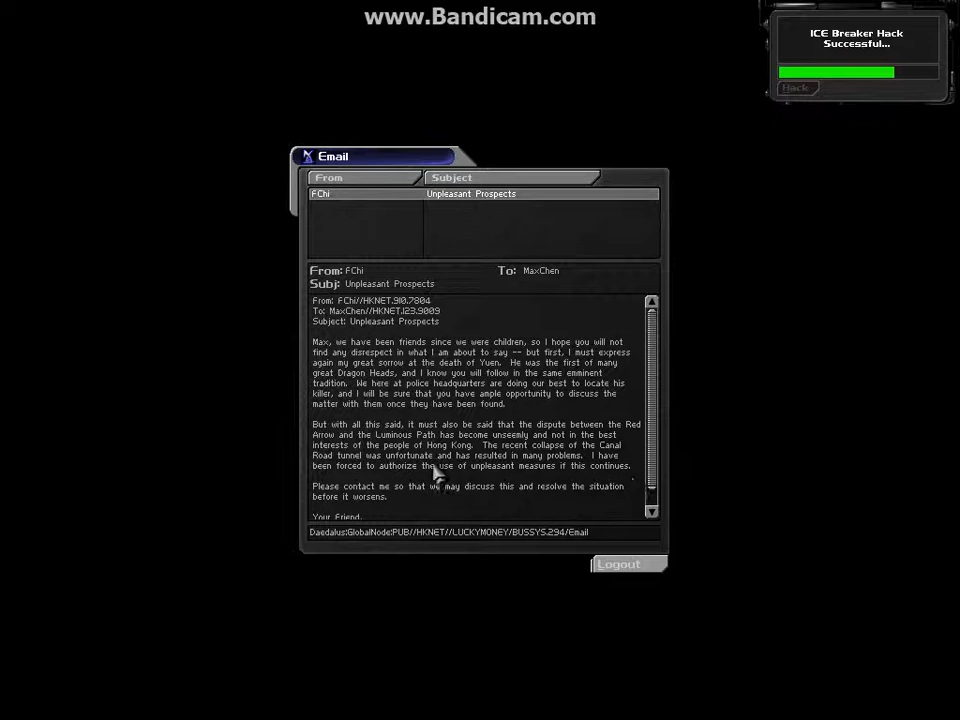 www.Bandicam.com
ICE Breaker Hack
Successful...
Hack
Email
From Subject
FChi Unpleasant Prospects
From: FChi To: MaxChen
Subj: Unpleasant Prospects
From: FChi//HKNET.910.7804
To: MaxChen//HKNET.123.9009
Subject: Unpleasant Prospects
Max, we have been friends since we were children, so I hope you will not
find any disrespect in what I am about to say -- but first, I must express
again my great sorrow at the death of Yuen. He was the first of many
great Dragon Heads, and I know you will follow in the same emminent
tradition. We here at police headquarters are doing our best to locate his
killer, and I will be sure that you have ample opportunity to discuss the
matter with them once they have been found.
But with all this said, it must also be said that the dispute between the Red
Arrow and the Luminous Path has become unseemly and not in the best
interests of the people of Hong Kong. The recent collapse of the Canal
Road tunnel was unfortunate and has resulted in many problems. I have
been forced to authorize the use of unpleasant measures if this continues.
Please contact me so that we may discuss this and resolve the situation
before it worsens.
Your Friend,
Daedalus:GlobalNode:PUB//HKNET//LUCKYMONEY/BUSSYS.294/Email
Logout